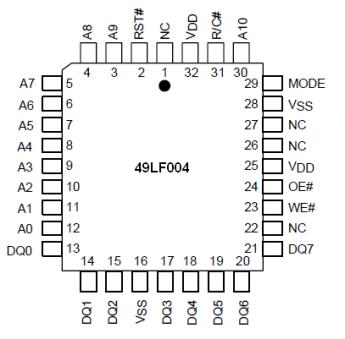 A8 A9 RST# NC VDD R/C# A10
4 3 2 1 32 31 30
A7 5 29 MODE
A6 6 28 VSS
A5 7 27 NC
A4 8 26 NC
A3 9 49LF004 25 VDD
A2 10 24 OE#
A1 11 23 WE#
A0 12 22 NC
DQ0 13 21 DQ7
14 15 16 17 18 19 20
DQ1 DQ2 VSS DQ3 DQ4 DQ5 DQ6